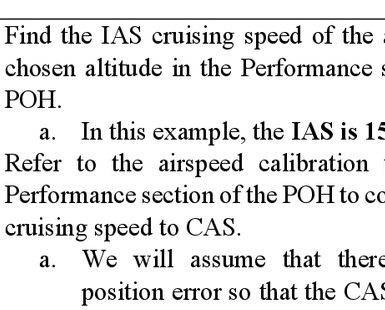 Find the IAS cruising speed of the
chosen altitude in the Performance
POH.
a. In this example, the IAS is 15
Refer to the airspeed calibration
Performance section of the POH to co
cruising speed to CAS.
a. We will assume that there
position error so that the CAS